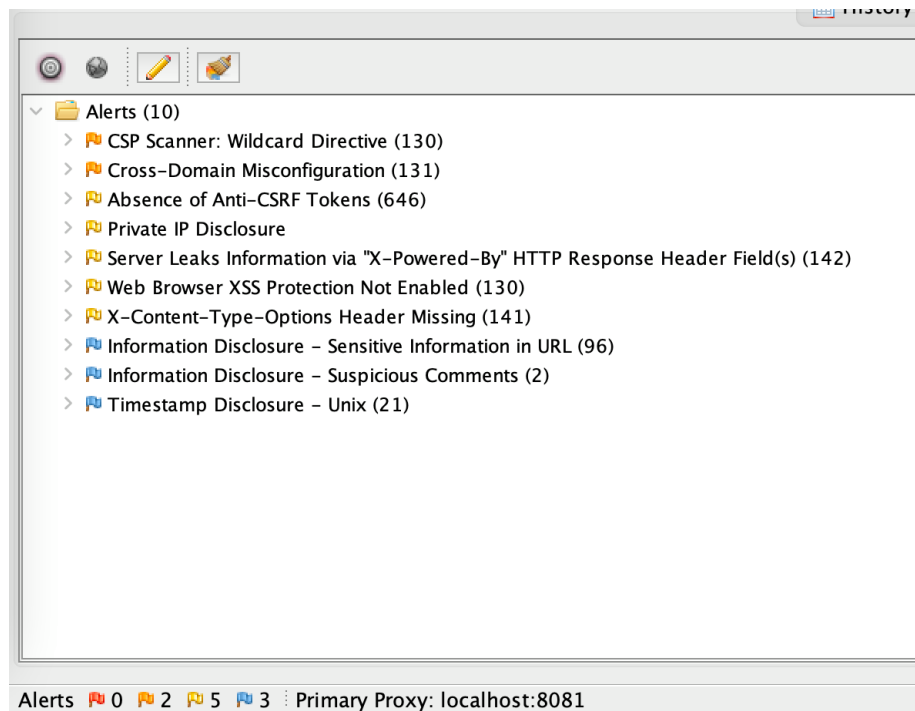 History
Alerts (10)
CSP Scanner: Wildcard Directive (130)
Cross-Domain Misconfiguration (131)
Absence of Anti-CSRF Tokens (646)
Private IP Disclosure
Server Leaks Information via "X-Powered-By" HTTP Response Header Field(s) (142)
Web Browser XSS Protection Not Enabled (130)
X-Content-Type-Options Header Missing (141)
Information Disclosure – Sensitive Information in URL (96)
Information Disclosure – Suspicious Comments (2)
Timestamp Disclosure – Unix (21)
Alerts 0 2 5 3 Primary Proxy: localhost:8081